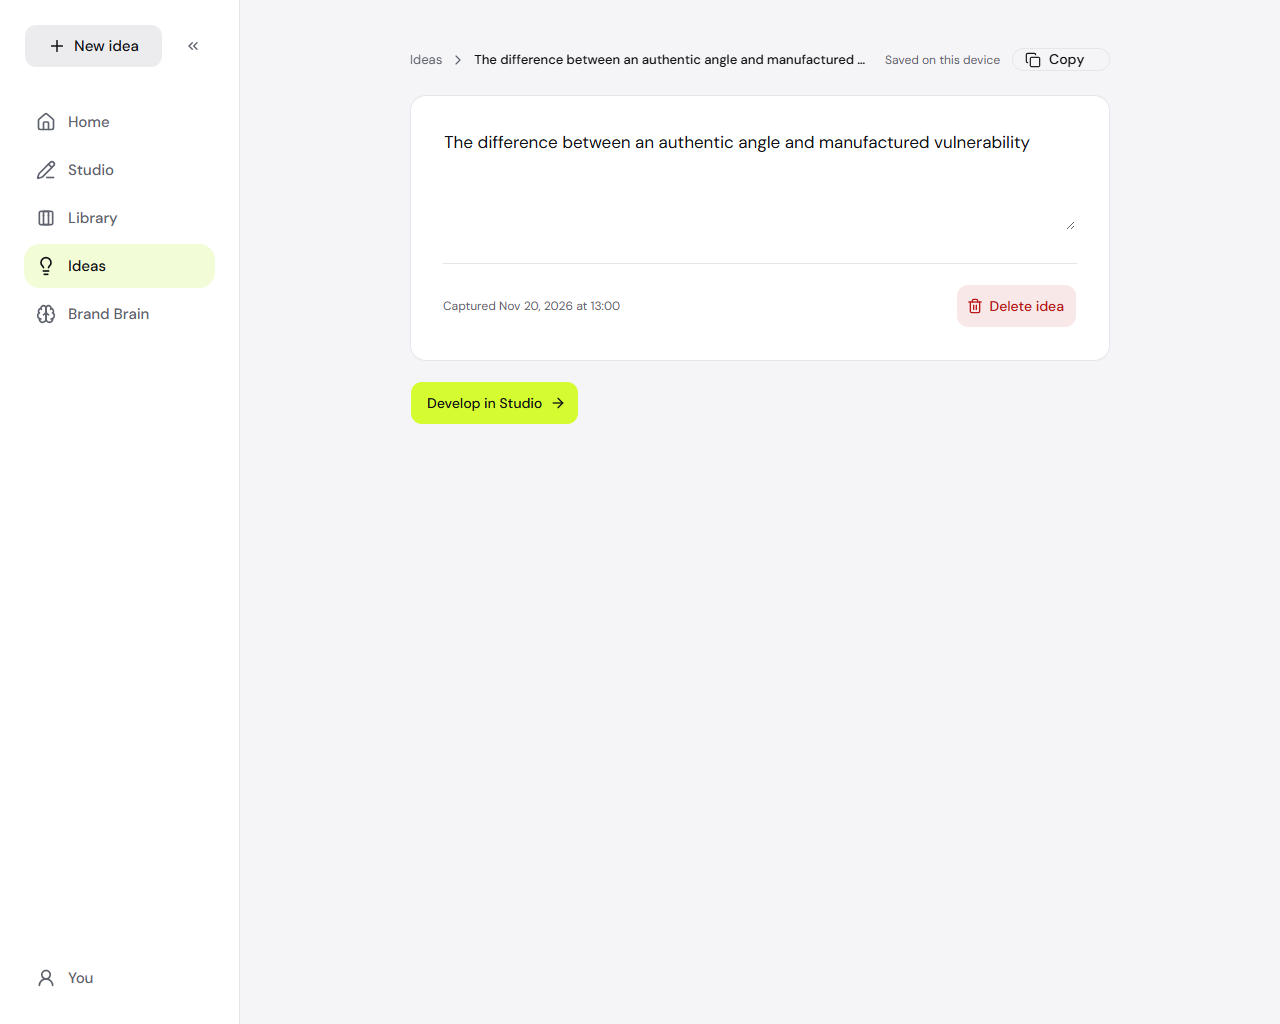 New idea
Home
Studio
Library
Ideas
Brand Brain
You
Ideas > The difference between an authentic angle and manufactured ... Saved on this device Copy
The difference between an authentic angle and manufactured vulnerability
Captured Nov 20, 2026 at 13:00 Delete idea
Develop in Studio